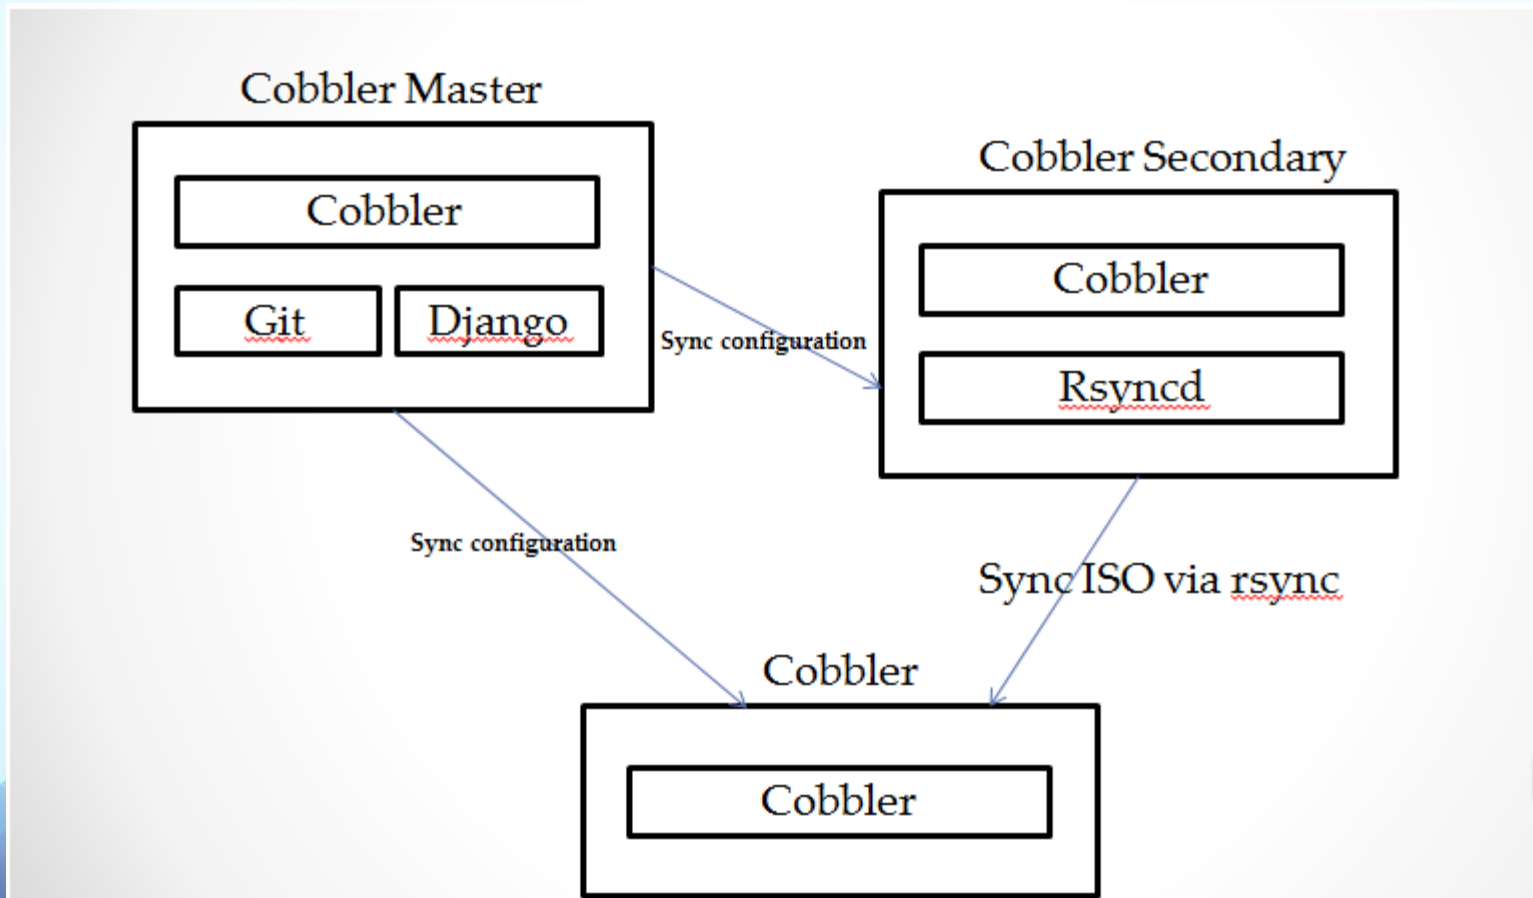 Cobbler Master
Cobbler
Git
Django
Sync configuration
Cobbler Secondary
Cobbler
Rsyncd
Sync configuration
Sync ISO via rsync
Cobbler
Cobbler